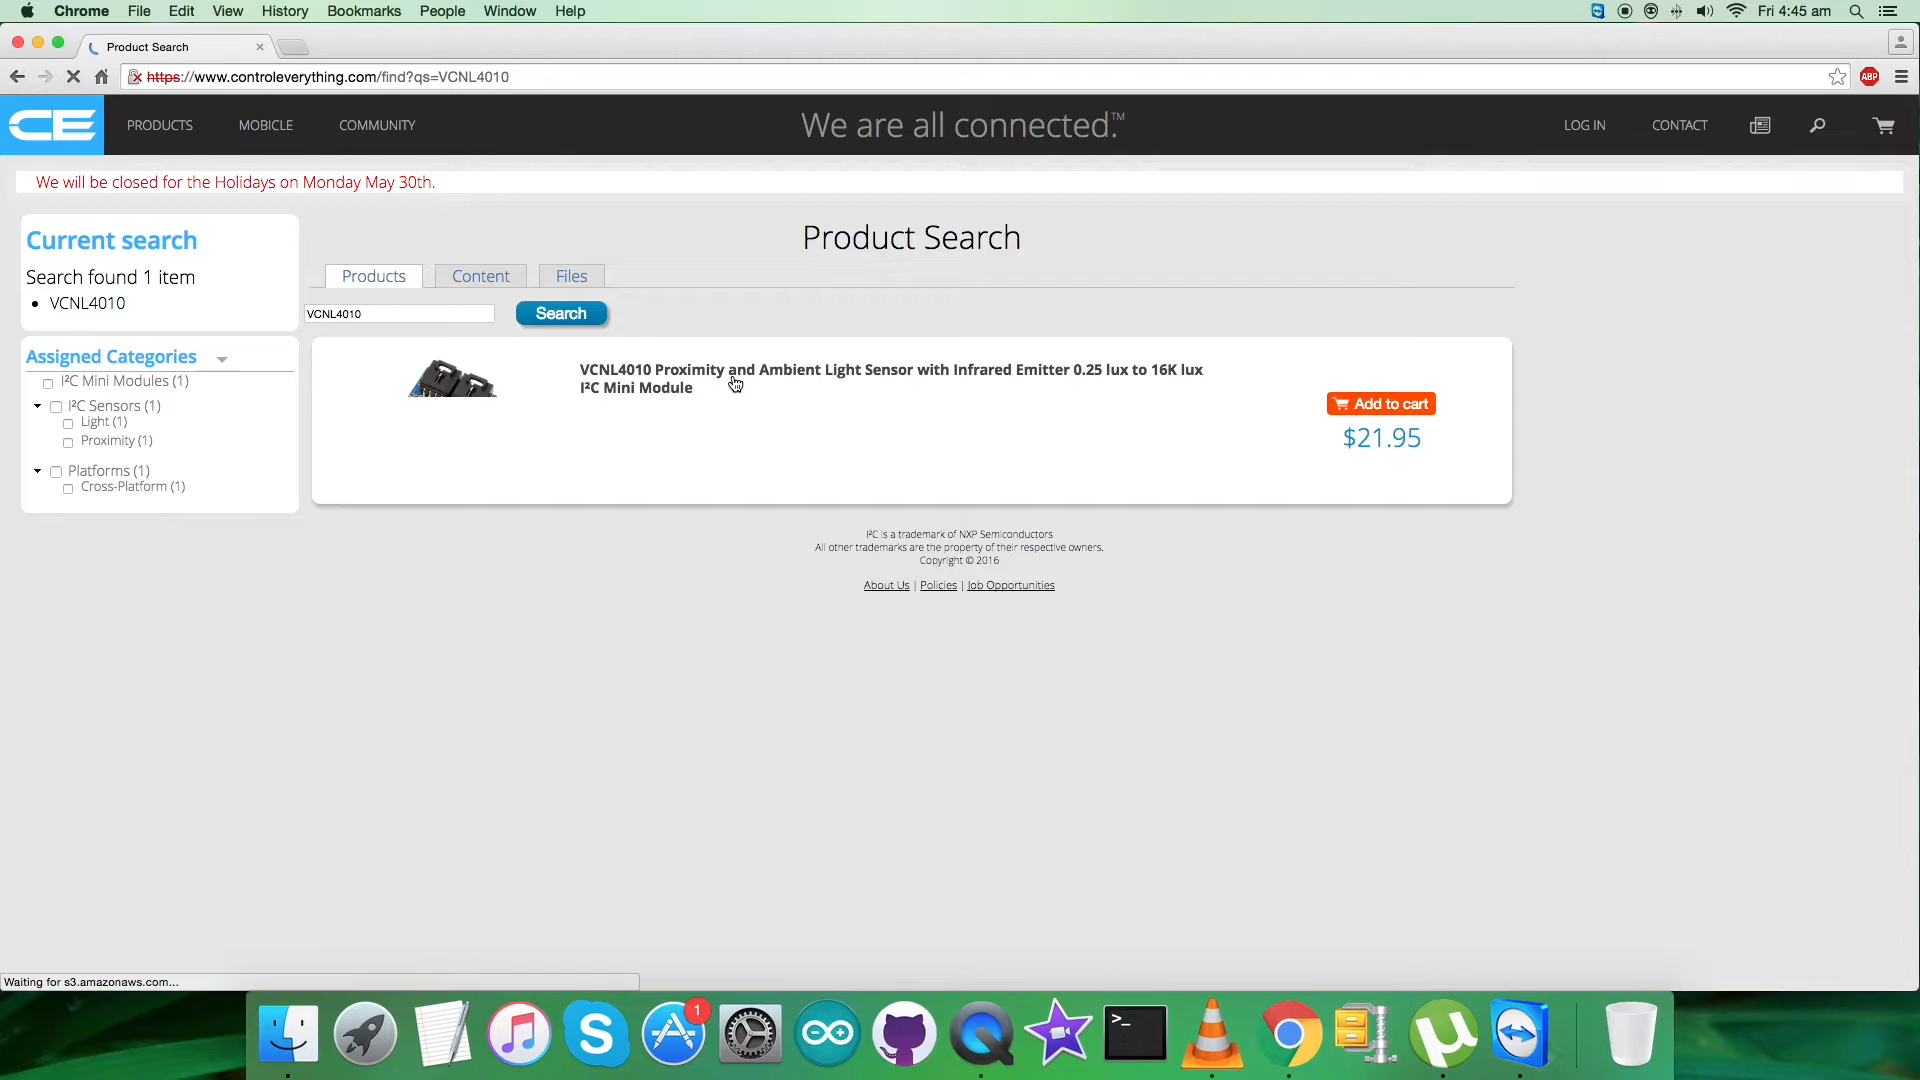 Chrome File Edit View History Bookmarks People Window Help Fri 4:45 am
Product Search
https://www.controleverything.com/find?qs=VCNL4010 ABP
CE PRODUCTS MOBICLE COMMUNITY We are all connected.™ LOG IN CONTACT
We will be closed for the Holidays on Monday May 30th.
Current search
Search found 1 item
• VCNL4010
Assigned Categories
I²C Mini Modules (1)
I²C Sensors (1)
Light (1)
Proximity (1)
Platforms (1)
Cross-Platform (1)
Product Search
Products Content Files
VCNL4010 Search
VCNL4010 Proximity and Ambient Light Sensor with Infrared Emitter 0.25 lux to 16K lux
I²C Mini Module
Add to cart
$21.95
I²C is a trademark of NXP Semiconductors
All other trademarks are the property of their respective owners.
Copyright © 2016
About Us | Policies | Job Opportunities
Waiting for s3.amazonaws.com...
1